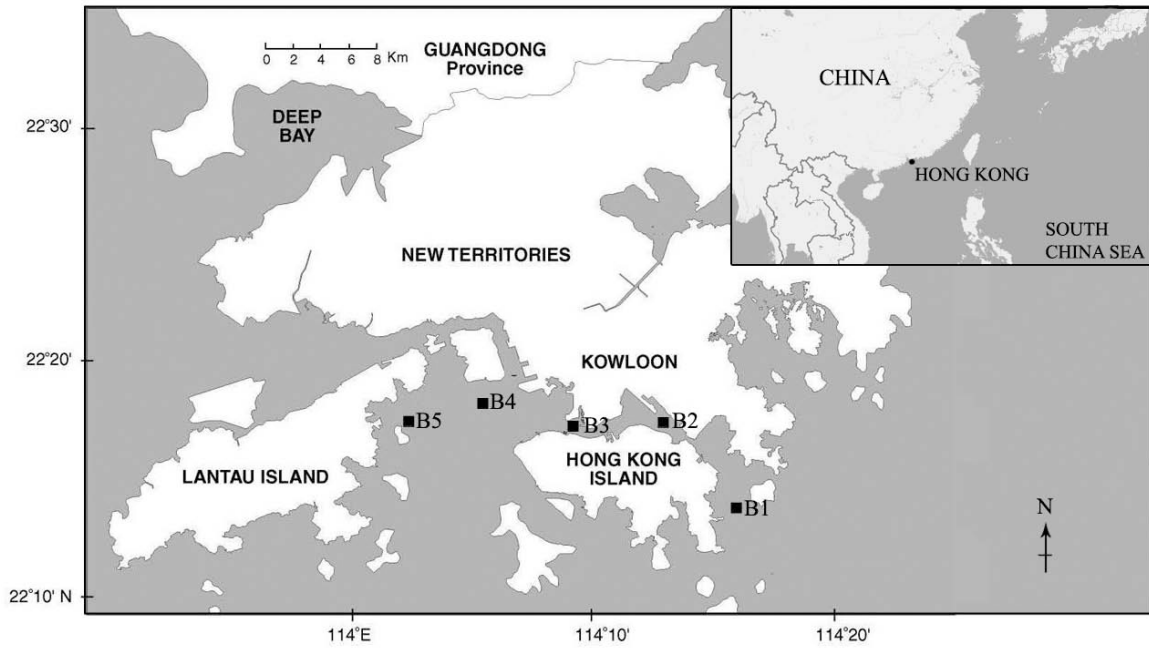 0 2 4 6 8 Km
GUANGDONG
Province
CHINA
HONG KONG
SOUTH
CHINA SEA
22°30'
DEEP
BAY
NEW TERRITORIES
22°20'
KOWLOON
B4
B5
B3
B2
LANTAU ISLAND
HONG KONG
ISLAND
B1
N
22°10' N
114°E
114°10'
114°20'